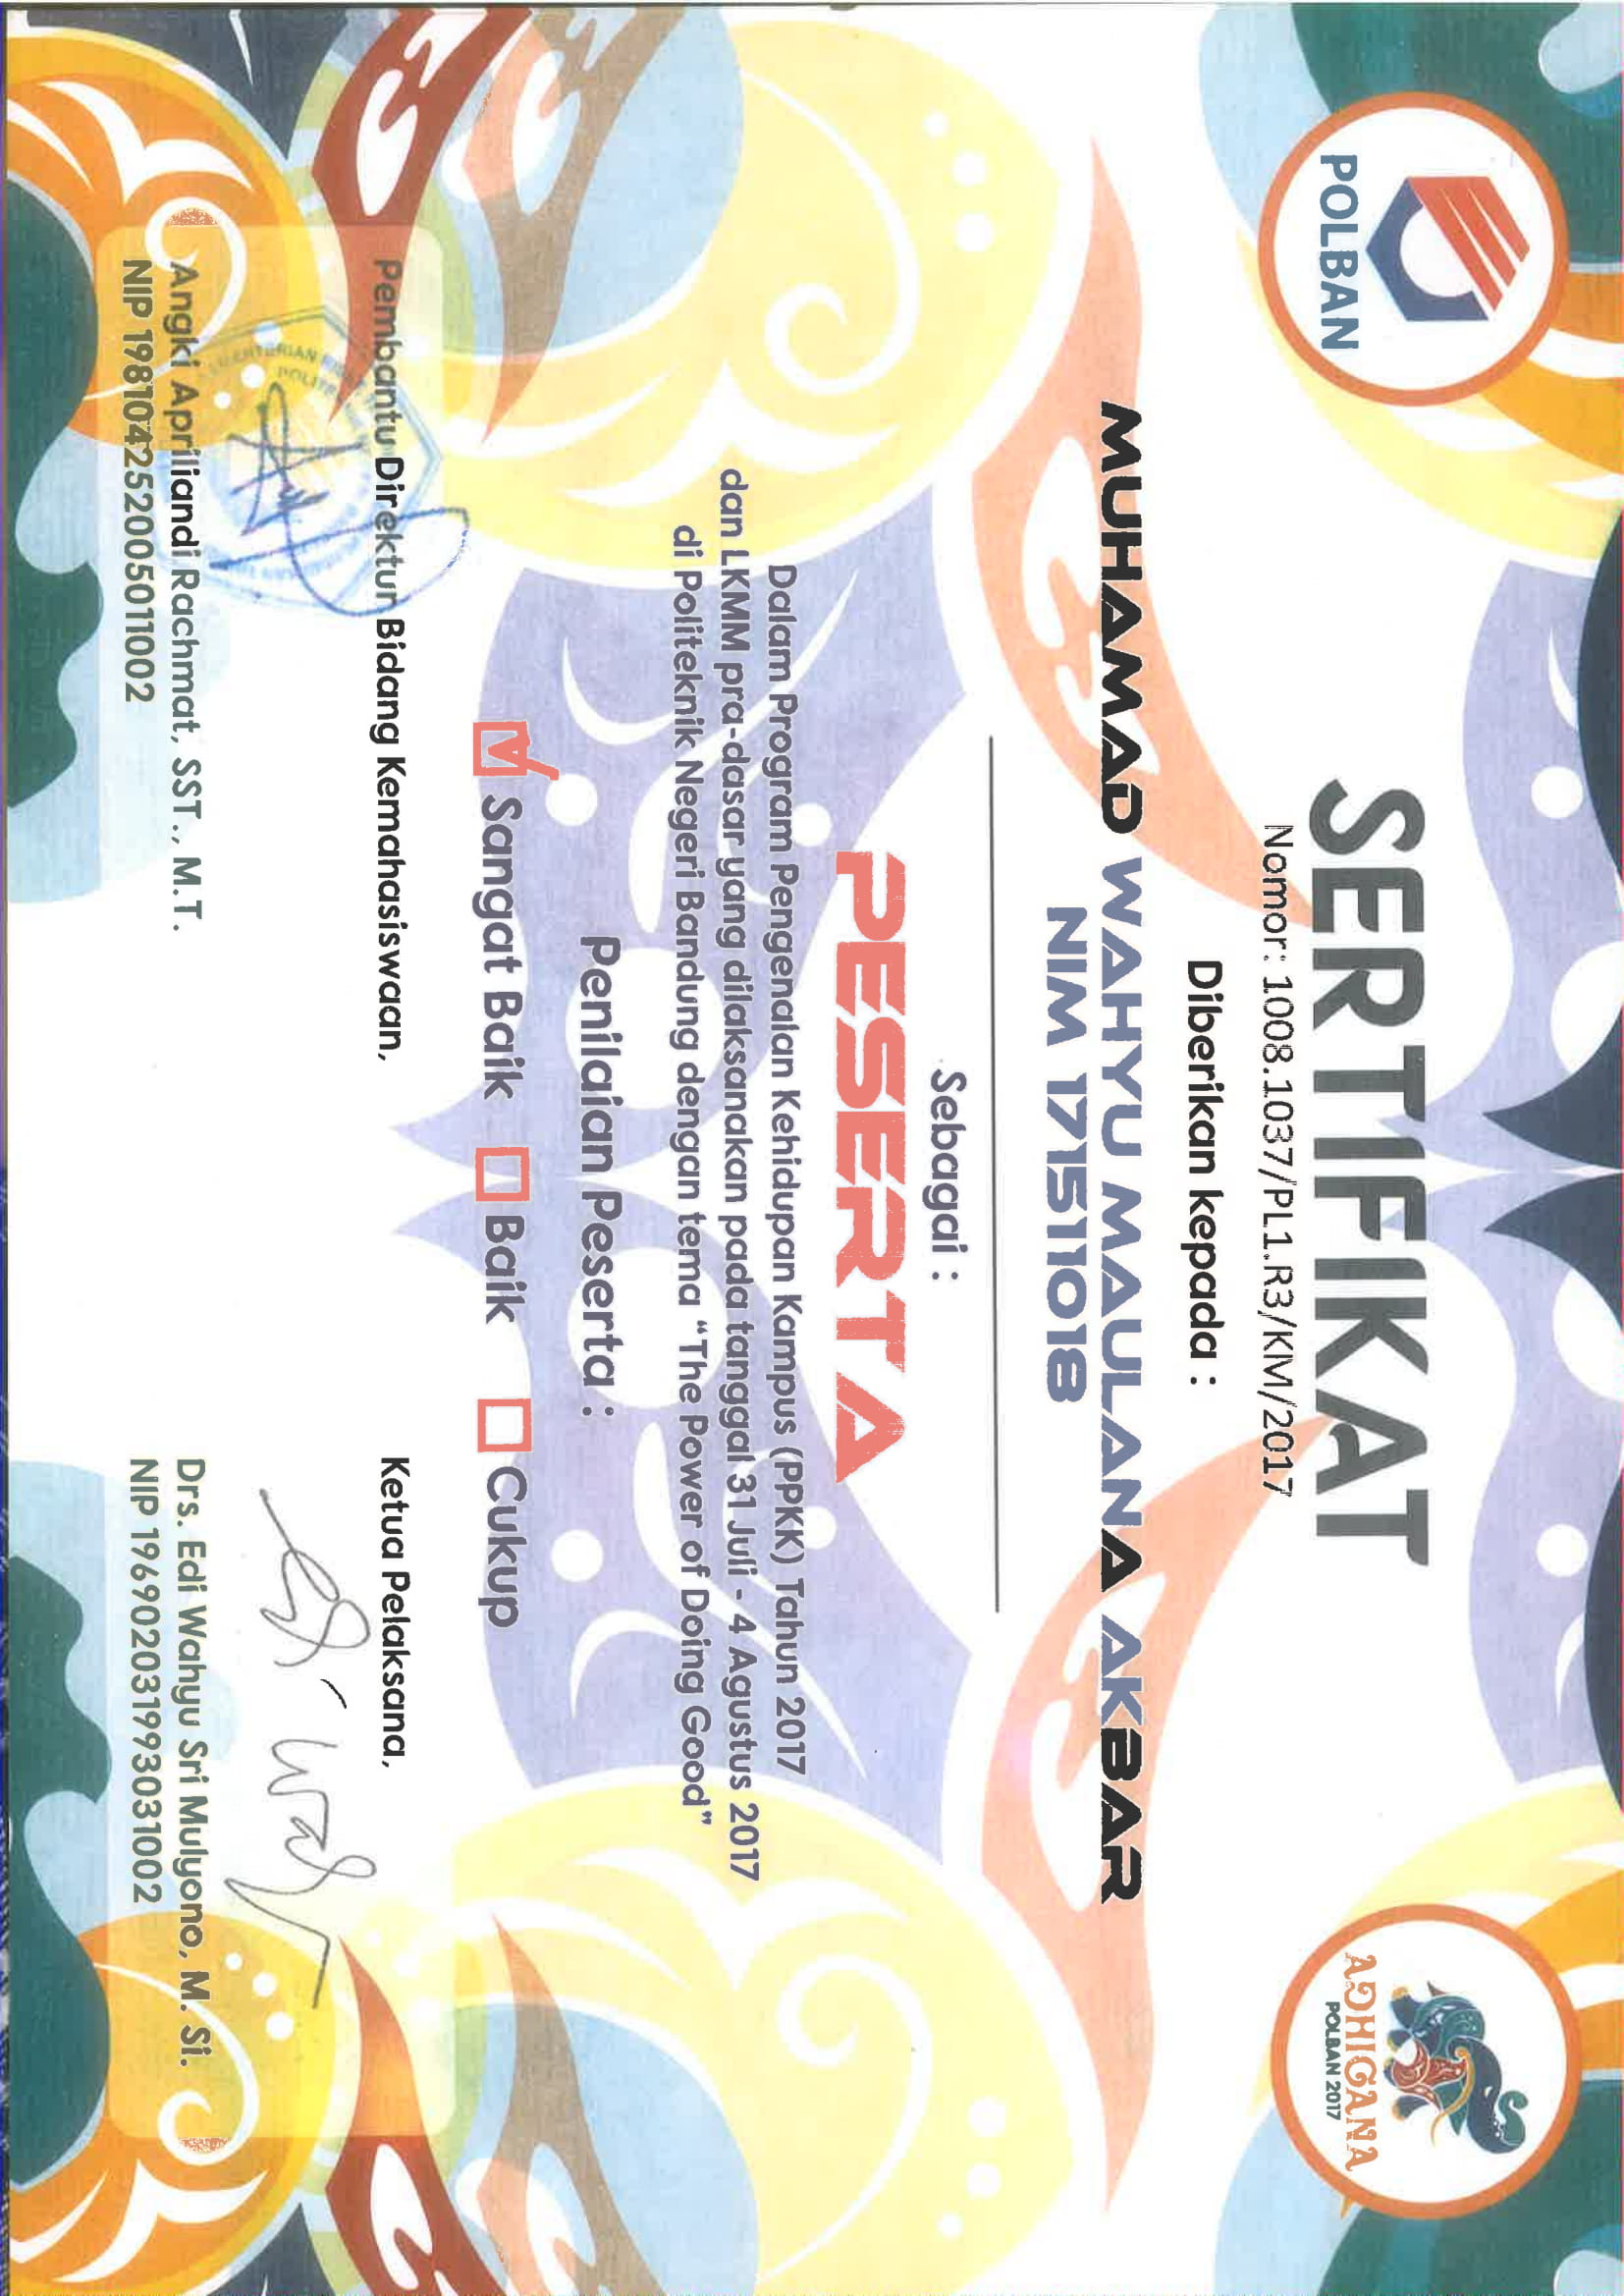 POLBAN
ADHIGANA
POLBAN 2017
SERTIFIKAT
Nomor: 1008.1037/PL1.R3/KM/2017
Diberikan kepada :
MUHAMAD WAHYU MAULANA AKBAR
NIM 171511018
Sebagai :
PESERTA
Dalam Program Pengenalan Kehidupan Kampus (PPKK) Tahun 2017
dan LKMM pra-dasar yang dilaksanakan pada tanggal 31 Juli - 4 Agustus 2017
di Politeknik Negeri Bandung dengan tema “The Power of Doing Good”
Penilaian Peserta :
Sangat Baik Baik Cukup
Pembantu Direktur Bidang Kemahasiswaan,
Angki Apriliandi Rachmat, SST., M.T.
NIP 198104252005011002
Ketua Pelaksana,
Drs. Edi Wahyu Sri Mulyono, M. Si.
NIP 196902031993031002